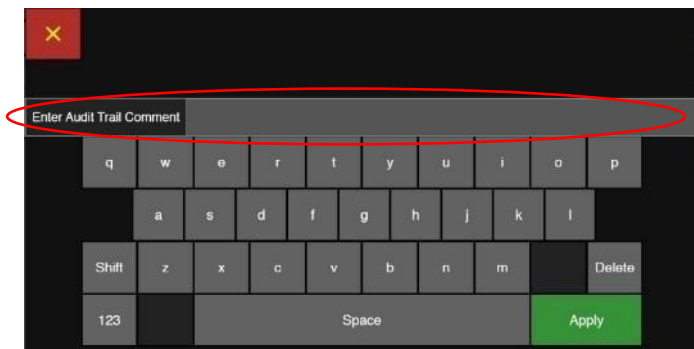 ×
Enter Audit Trail Comment
q w e r t y u i o p
a s d f g h j k l
Shift z x c v b n m Delete
123 Space Apply